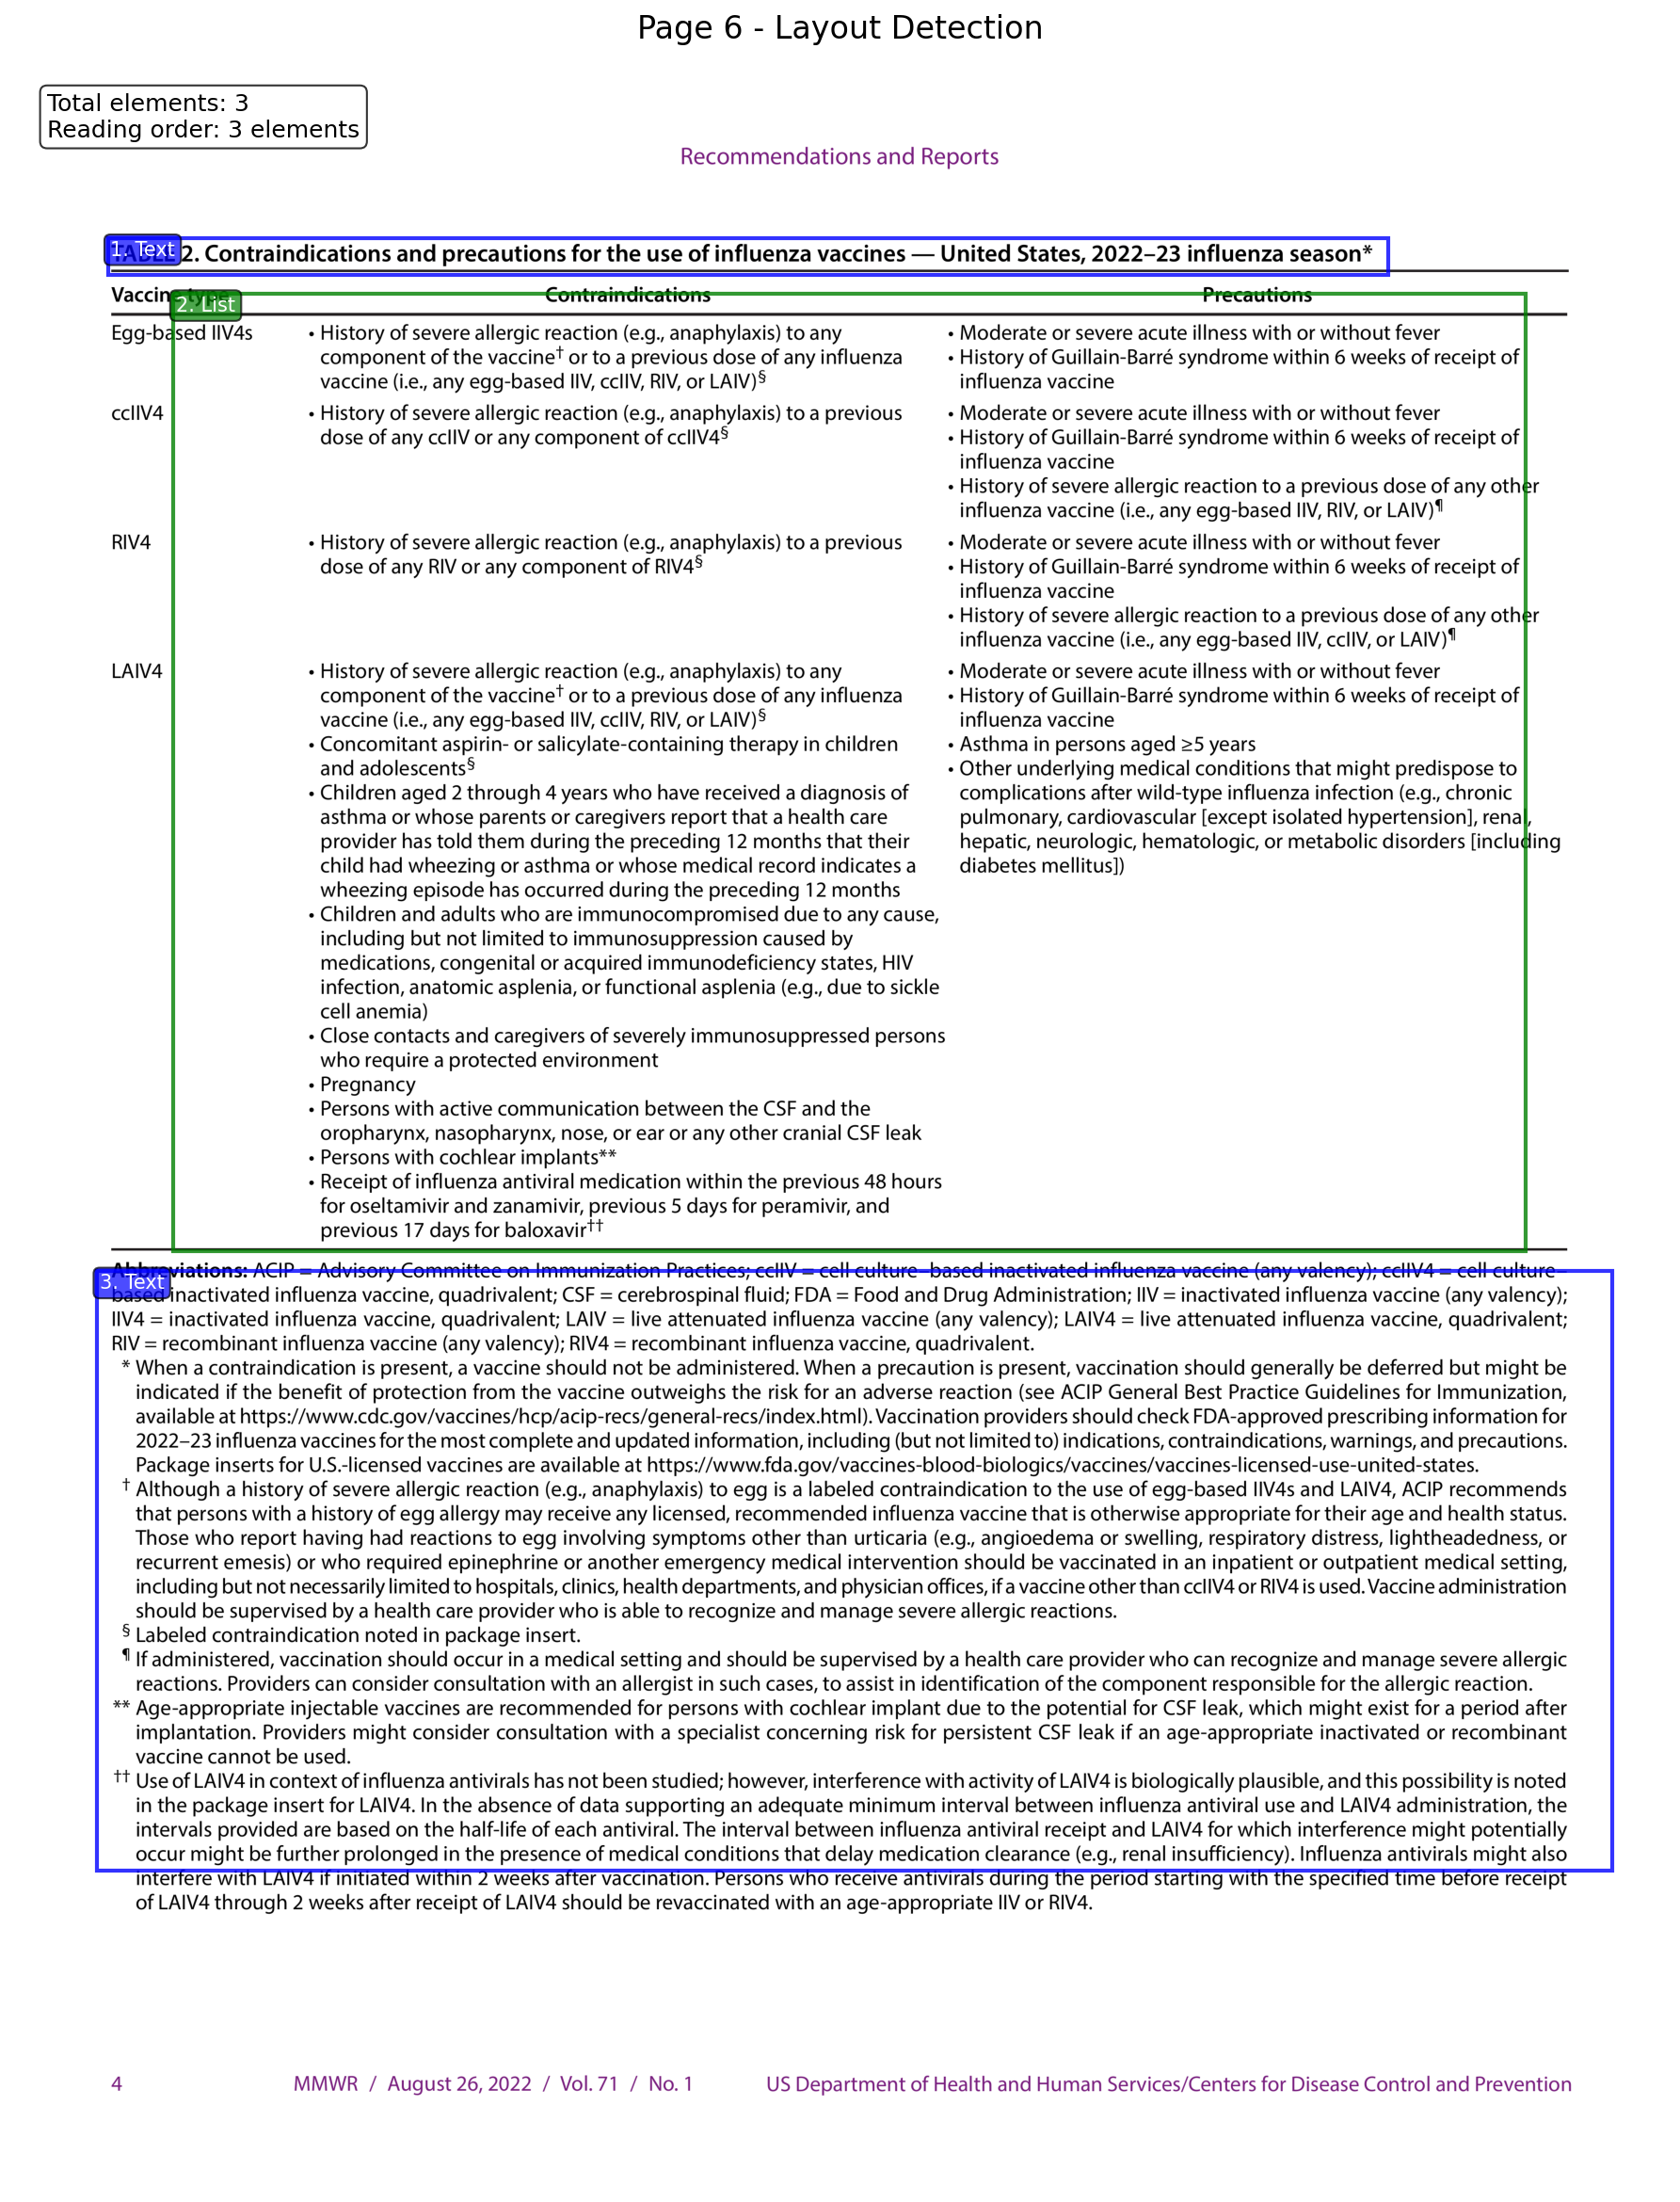 Page 6 - Layout Detection
Total elements: 3
Reading order: 3 elements
Recommendations and Reports
1. Text
2. Contraindications and precautions for the use of influenza vaccines — United States, 2022–23 influenza season*
Vaccine type Contraindications Precautions
2. List
Egg-based IIV4s
• History of severe allergic reaction (e.g., anaphylaxis) to any
component of the vaccine† or to a previous dose of any influenza
vaccine (i.e., any egg-based IIV, ccIIV, RIV, or LAIV)§
• Moderate or severe acute illness with or without fever
• History of Guillain-Barré syndrome within 6 weeks of receipt of
influenza vaccine
ccIIV4
• History of severe allergic reaction (e.g., anaphylaxis) to a previous
dose of any ccIIV or any component of ccIIV4§
• Moderate or severe acute illness with or without fever
• History of Guillain-Barré syndrome within 6 weeks of receipt of
influenza vaccine
• History of severe allergic reaction to a previous dose of any other
influenza vaccine (i.e., any egg-based IIV, RIV, or LAIV)¶
RIV4
• History of severe allergic reaction (e.g., anaphylaxis) to a previous
dose of any RIV or any component of RIV4§
• Moderate or severe acute illness with or without fever
• History of Guillain-Barré syndrome within 6 weeks of receipt of
influenza vaccine
• History of severe allergic reaction to a previous dose of any other
influenza vaccine (i.e., any egg-based IIV, ccIIV, or LAIV)¶
LAIV4
• History of severe allergic reaction (e.g., anaphylaxis) to any
component of the vaccine† or to a previous dose of any influenza
vaccine (i.e., any egg-based IIV, ccIIV, RIV, or LAIV)§
• Concomitant aspirin- or salicylate-containing therapy in children
and adolescents§
• Children aged 2 through 4 years who have received a diagnosis of
asthma or whose parents or caregivers report that a health care
provider has told them during the preceding 12 months that their
child had wheezing or asthma or whose medical record indicates a
wheezing episode has occurred during the preceding 12 months
• Children and adults who are immunocompromised due to any cause,
including but not limited to immunosuppression caused by
medications, congenital or acquired immunodeficiency states, HIV
infection, anatomic asplenia, or functional asplenia (e.g., due to sickle
cell anemia)
• Close contacts and caregivers of severely immunosuppressed persons
who require a protected environment
• Pregnancy
• Persons with active communication between the CSF and the
oropharynx, nasopharynx, nose, or ear or any other cranial CSF leak
• Persons with cochlear implants**
• Receipt of influenza antiviral medication within the previous 48 hours
for oseltamivir and zanamivir, previous 5 days for peramivir, and
previous 17 days for baloxavir††
• Moderate or severe acute illness with or without fever
• History of Guillain-Barré syndrome within 6 weeks of receipt of
influenza vaccine
• Asthma in persons aged ≥5 years
• Other underlying medical conditions that might predispose to
complications after wild-type influenza infection (e.g., chronic
pulmonary, cardiovascular [except isolated hypertension], renal,
hepatic, neurologic, hematologic, or metabolic disorders [including
diabetes mellitus])
3. Text
Abbreviations: ACIP = Advisory Committee on Immunization Practices; ccIIV = cell culture–based inactivated influenza vaccine (any valency); ccIIV4 = cell culture–
based inactivated influenza vaccine, quadrivalent; CSF = cerebrospinal fluid; FDA = Food and Drug Administration; IIV = inactivated influenza vaccine (any valency);
IIV4 = inactivated influenza vaccine, quadrivalent; LAIV = live attenuated influenza vaccine (any valency); LAIV4 = live attenuated influenza vaccine, quadrivalent;
RIV = recombinant influenza vaccine (any valency); RIV4 = recombinant influenza vaccine, quadrivalent.
* When a contraindication is present, a vaccine should not be administered. When a precaution is present, vaccination should generally be deferred but might be
indicated if the benefit of protection from the vaccine outweighs the risk for an adverse reaction (see ACIP General Best Practice Guidelines for Immunization,
available at https://www.cdc.gov/vaccines/hcp/acip-recs/general-recs/index.html). Vaccination providers should check FDA-approved prescribing information for
2022–23 influenza vaccines for the most complete and updated information, including (but not limited to) indications, contraindications, warnings, and precautions.
Package inserts for U.S.-licensed vaccines are available at https://www.fda.gov/vaccines-blood-biologics/vaccines/vaccines-licensed-use-united-states.
† Although a history of severe allergic reaction (e.g., anaphylaxis) to egg is a labeled contraindication to the use of egg-based IIV4s and LAIV4, ACIP recommends
that persons with a history of egg allergy may receive any licensed, recommended influenza vaccine that is otherwise appropriate for their age and health status.
Those who report having had reactions to egg involving symptoms other than urticaria (e.g., angioedema or swelling, respiratory distress, lightheadedness, or
recurrent emesis) or who required epinephrine or another emergency medical intervention should be vaccinated in an inpatient or outpatient medical setting,
including but not necessarily limited to hospitals, clinics, health departments, and physician offices, if a vaccine other than ccIIV4 or RIV4 is used. Vaccine administration
should be supervised by a health care provider who is able to recognize and manage severe allergic reactions.
§ Labeled contraindication noted in package insert.
¶ If administered, vaccination should occur in a medical setting and should be supervised by a health care provider who can recognize and manage severe allergic
reactions. Providers can consider consultation with an allergist in such cases, to assist in identification of the component responsible for the allergic reaction.
** Age-appropriate injectable vaccines are recommended for persons with cochlear implant due to the potential for CSF leak, which might exist for a period after
implantation. Providers might consider consultation with a specialist concerning risk for persistent CSF leak if an age-appropriate inactivated or recombinant
vaccine cannot be used.
†† Use of LAIV4 in context of influenza antivirals has not been studied; however, interference with activity of LAIV4 is biologically plausible, and this possibility is noted
in the package insert for LAIV4. In the absence of data supporting an adequate minimum interval between influenza antiviral use and LAIV4 administration, the
intervals provided are based on the half-life of each antiviral. The interval between influenza antiviral receipt and LAIV4 for which interference might potentially
occur might be further prolonged in the presence of medical conditions that delay medication clearance (e.g., renal insufficiency). Influenza antivirals might also
interfere with LAIV4 if initiated within 2 weeks after vaccination. Persons who receive antivirals during the period starting with the specified time before receipt
of LAIV4 through 2 weeks after receipt of LAIV4 should be revaccinated with an age-appropriate IIV or RIV4.
4 MMWR / August 26, 2022 / Vol. 71 / No. 1 US Department of Health and Human Services/Centers for Disease Control and Prevention